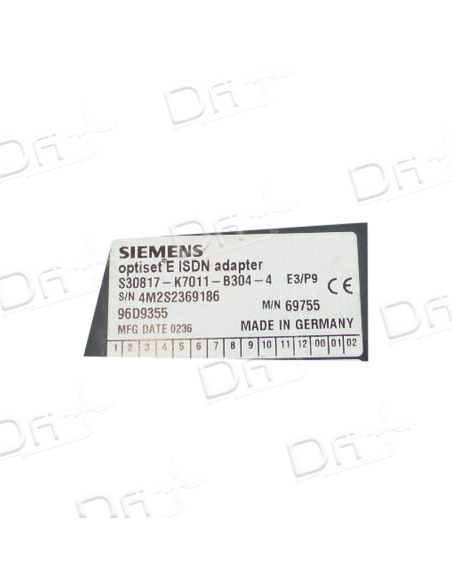 SIEMENS
optiset E ISDN adapter
S30817-K7011-B304-4 E3/P9 CE
S/N 4M2S2369186 M/N 69755
96D9355
MFG DATE 0236 MADE IN GERMANY
1 2 3 4 5 6 7 8 9 10 11 12 00 01 02